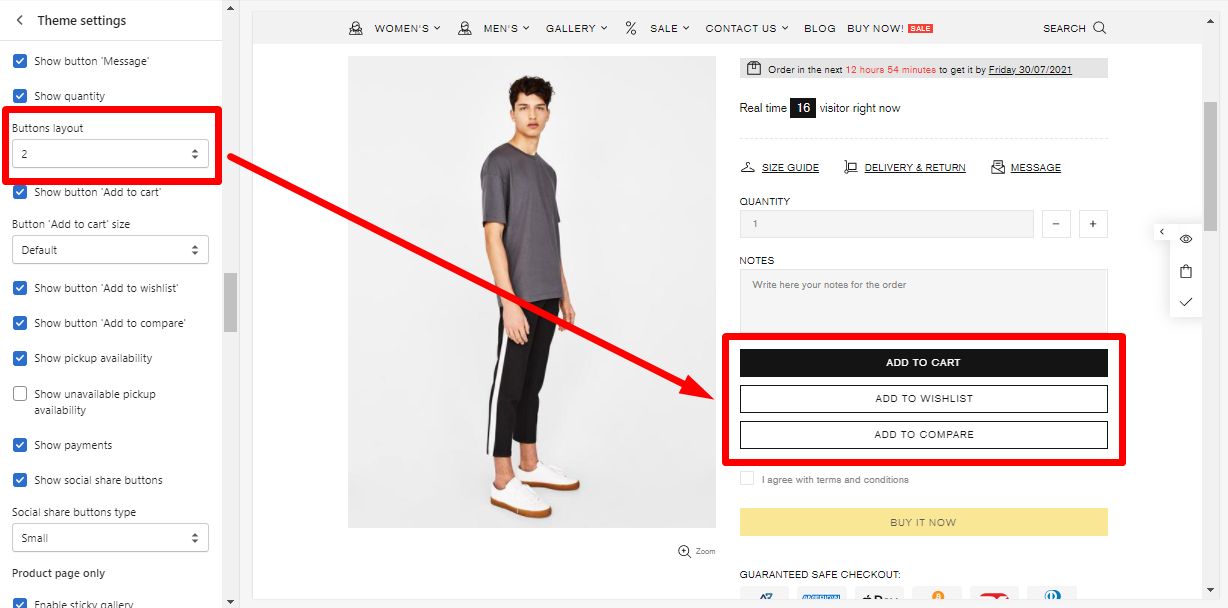 Theme settings
Show button 'Message'
Show quantity
Buttons layout
2
Show button 'Add to cart'
Button 'Add to cart' size
Default
Show button 'Add to wishlist'
Show button 'Add to compare'
Show pickup availability
Show unavailable pickup
availability
Show payments
Show social share buttons
Social share buttons type
Small
Product page only
Enable sticky gallery
WOMEN'S MEN'S GALLERY % SALE CONTACT US BLOG BUY NOW! SALE SEARCH
Order in the next 12 hours 54 minutes to get it by Friday 30/07/2021
Real time 16 visitor right now
SIZE GUIDE DELIVERY & RETURN MESSAGE
QUANTITY
1 − +
NOTES
Write here your notes for the order
ADD TO CART
ADD TO WISHLIST
ADD TO COMPARE
I agree with terms and conditions
BUY IT NOW
Zoom
GUARANTEED SAFE CHECKOUT: